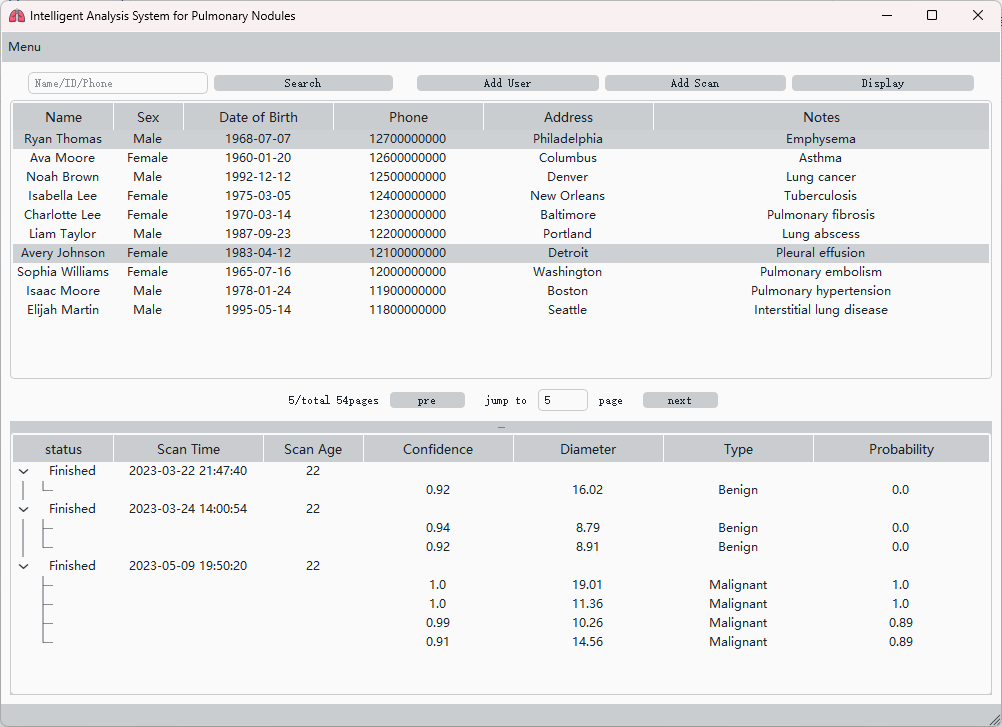 Intelligent Analysis System for Pulmonary Nodules
Menu
Name/ID/Phone Search Add User Add Scan Display
Name Sex Date of Birth Phone Address Notes
Ryan Thomas Male 1968-07-07 12700000000 Philadelphia Emphysema
Ava Moore Female 1960-01-20 12600000000 Columbus Asthma
Noah Brown Male 1992-12-12 12500000000 Denver Lung cancer
Isabella Lee Female 1975-03-05 12400000000 New Orleans Tuberculosis
Charlotte Lee Female 1970-03-14 12300000000 Baltimore Pulmonary fibrosis
Liam Taylor Male 1987-09-23 12200000000 Portland Lung abscess
Avery Johnson Female 1983-04-12 12100000000 Detroit Pleural effusion
Sophia Williams Female 1965-07-16 12000000000 Washington Pulmonary embolism
Isaac Moore Male 1978-01-24 11900000000 Boston Pulmonary hypertension
Elijah Martin Male 1995-05-14 11800000000 Seattle Interstitial lung disease
5/total 54pages pre jump to 5 page next
status Scan Time Scan Age Confidence Diameter Type Probability
Finished 2023-03-22 21:47:40 22
0.92 16.02 Benign 0.0
Finished 2023-03-24 14:00:54 22
0.94 8.79 Benign 0.0
0.92 8.91 Benign 0.0
Finished 2023-05-09 19:50:20 22
1.0 19.01 Malignant 1.0
1.0 11.36 Malignant 1.0
0.99 10.26 Malignant 0.89
0.91 14.56 Malignant 0.89